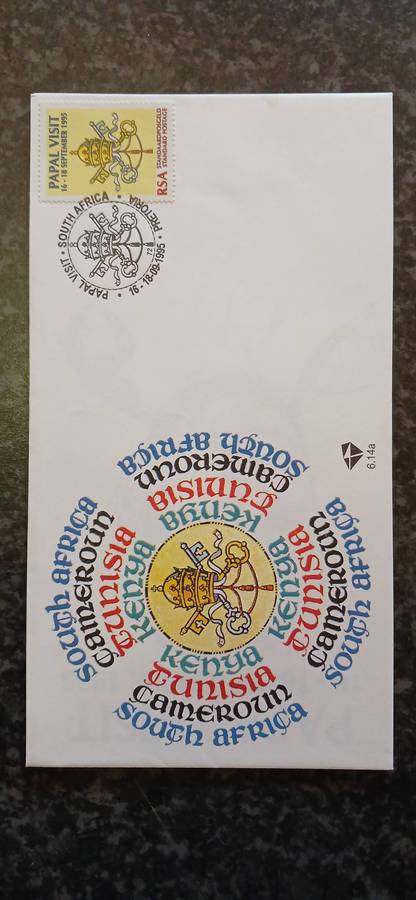 PAPAL VISIT
16 - 18 SEPTEMBER 1995
STANDAARDPOSGELD
STANDARD POSTAGE
RSA
PAPAL VISIT · SOUTH AFRICA · PRETORIA · 16 - 18-09-1995
6.14a
SOUTH AFRICA
CAMEROUN
TUNISIA
KENYA
SOUTH AFRICA
CAMEROUN
TUNISIA
KENYA
KENYA
TUNISIA
CAMEROUN
SOUTH AFRICA
KENYA
TUNISIA
CAMEROUN
SOUTH AFRICA